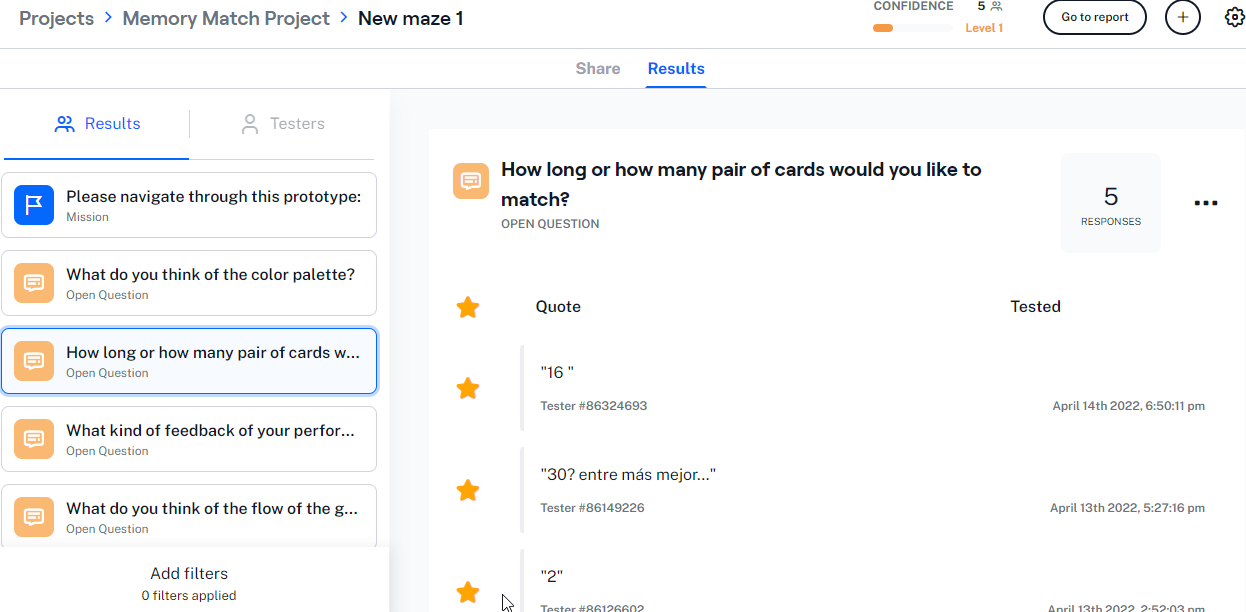 Projects > Memory Match Project > New maze 1
CONFIDENCE 5
Level 1
Go to report
Share Results
Results Testers
Please navigate through this prototype:
Mission
What do you think of the color palette?
Open Question
How long or how many pair of cards w...
Open Question
What kind of feedback of your perfor...
Open Question
What do you think of the flow of the g...
Open Question
Add filters
0 filters applied
How long or how many pair of cards would you like to
match?
OPEN QUESTION
5
RESPONSES
Quote Tested
"16 "
Tester #86324693 April 14th 2022, 6:50:11 pm
"30? entre más mejor..."
Tester #86149226 April 13th 2022, 5:27:16 pm
"2"
Tester #86126602 April 13th 2022, 2:52:03 pm